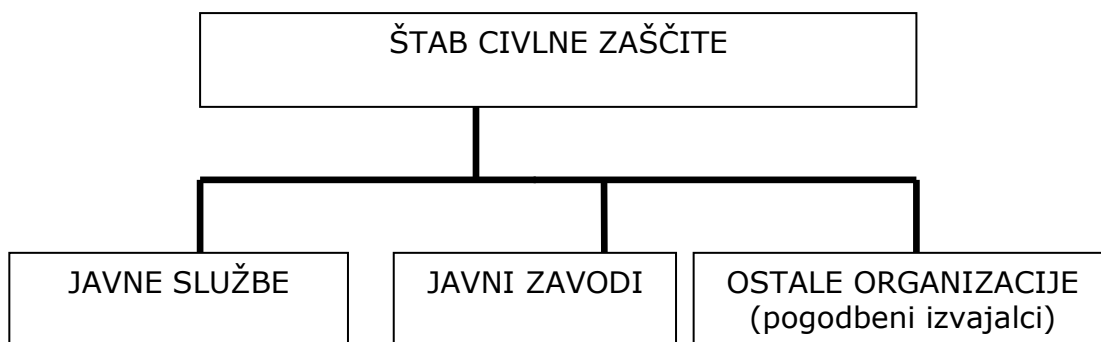 ŠTAB CIVLNE ZAŠČITE
JAVNE SLUŽBE
JAVNI ZAVODI
OSTALE ORGANIZACIJE
(pogodbeni izvajalci)